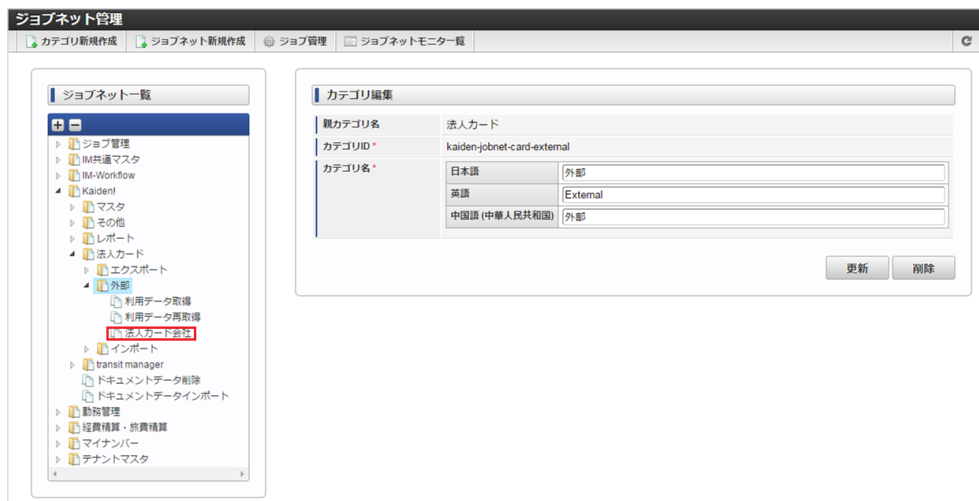 ジョブネット管理
カテゴリ新規作成 ジョブネット新規作成 ジョブ管理 ジョブネットモニタ一覧
ジョブネット一覧
ジョブ管理
IM共通マスタ
IM-Workflow
Kaiden!
マスタ
その他
レポート
法人カード
エクスポート
外部
利用データ取得
利用データ再取得
法人カード会社
インポート
transit manager
ドキュメントデータ削除
ドキュメントデータインポート
勤務管理
経費精算・旅費精算
マイナンバー
テナントマスタ
カテゴリ編集
親カテゴリ名 法人カード
カテゴリID * kaiden-jobnet-card-external
カテゴリ名 *
日本語 外部
英語 External
中国語 (中華人民共和国) 外部
更新 削除